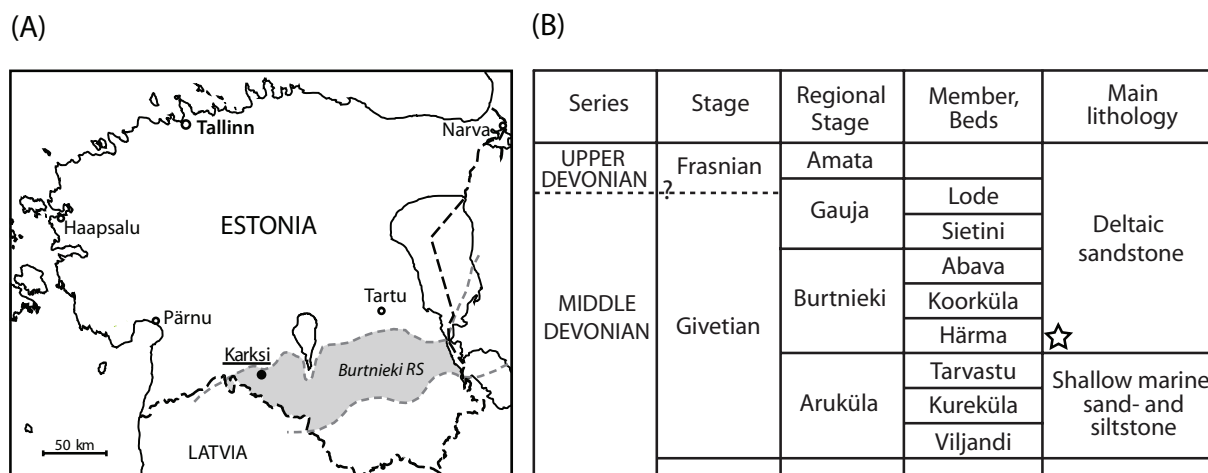 (A)
Tallinn
Narva
Haapsalu
ESTONIA
Tartu
Pärnu
Karksi
Burtnieki RS
50 km
LATVIA
(B)
Series
Stage
Regional
Stage
Member,
Beds
Main
lithology
UPPER
DEVONIAN
Frasnian
Amata
?
Gauja
Lode
Sietini
Deltaic
sandstone
MIDDLE
DEVONIAN
Givetian
Burtnieki
Abava
Koorküla
Härma
Aruküla
Tarvastu
Kureküla
Viljandi
Shallow marine
sand- and
siltstone